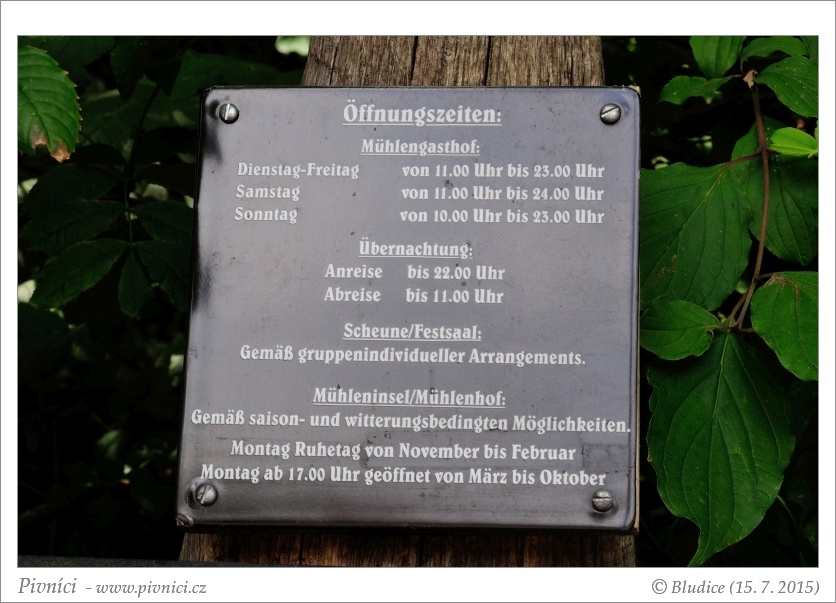 Öffnungszeiten:
Mühlengasthof:
Dienstag-Freitag von 11.00 Uhr bis 23.00 Uhr
Samstag von 11.00 Uhr bis 24.00 Uhr
Sonntag von 10.00 Uhr bis 23.00 Uhr
Übernachtung:
Anreise bis 22.00 Uhr
Abreise bis 11.00 Uhr
Scheune/Festsaal:
Gemäß gruppenindividueller Arrangements.
Mühleninsel/Mühlenhof:
Gemäß saison- und witterungsbedingten Möglichkeiten.
Montag Ruhetag von November bis Februar
Montag ab 17.00 Uhr geöffnet von März bis Oktober
Pivníci - www.pivnici.cz © Bludice (15. 7. 2015)